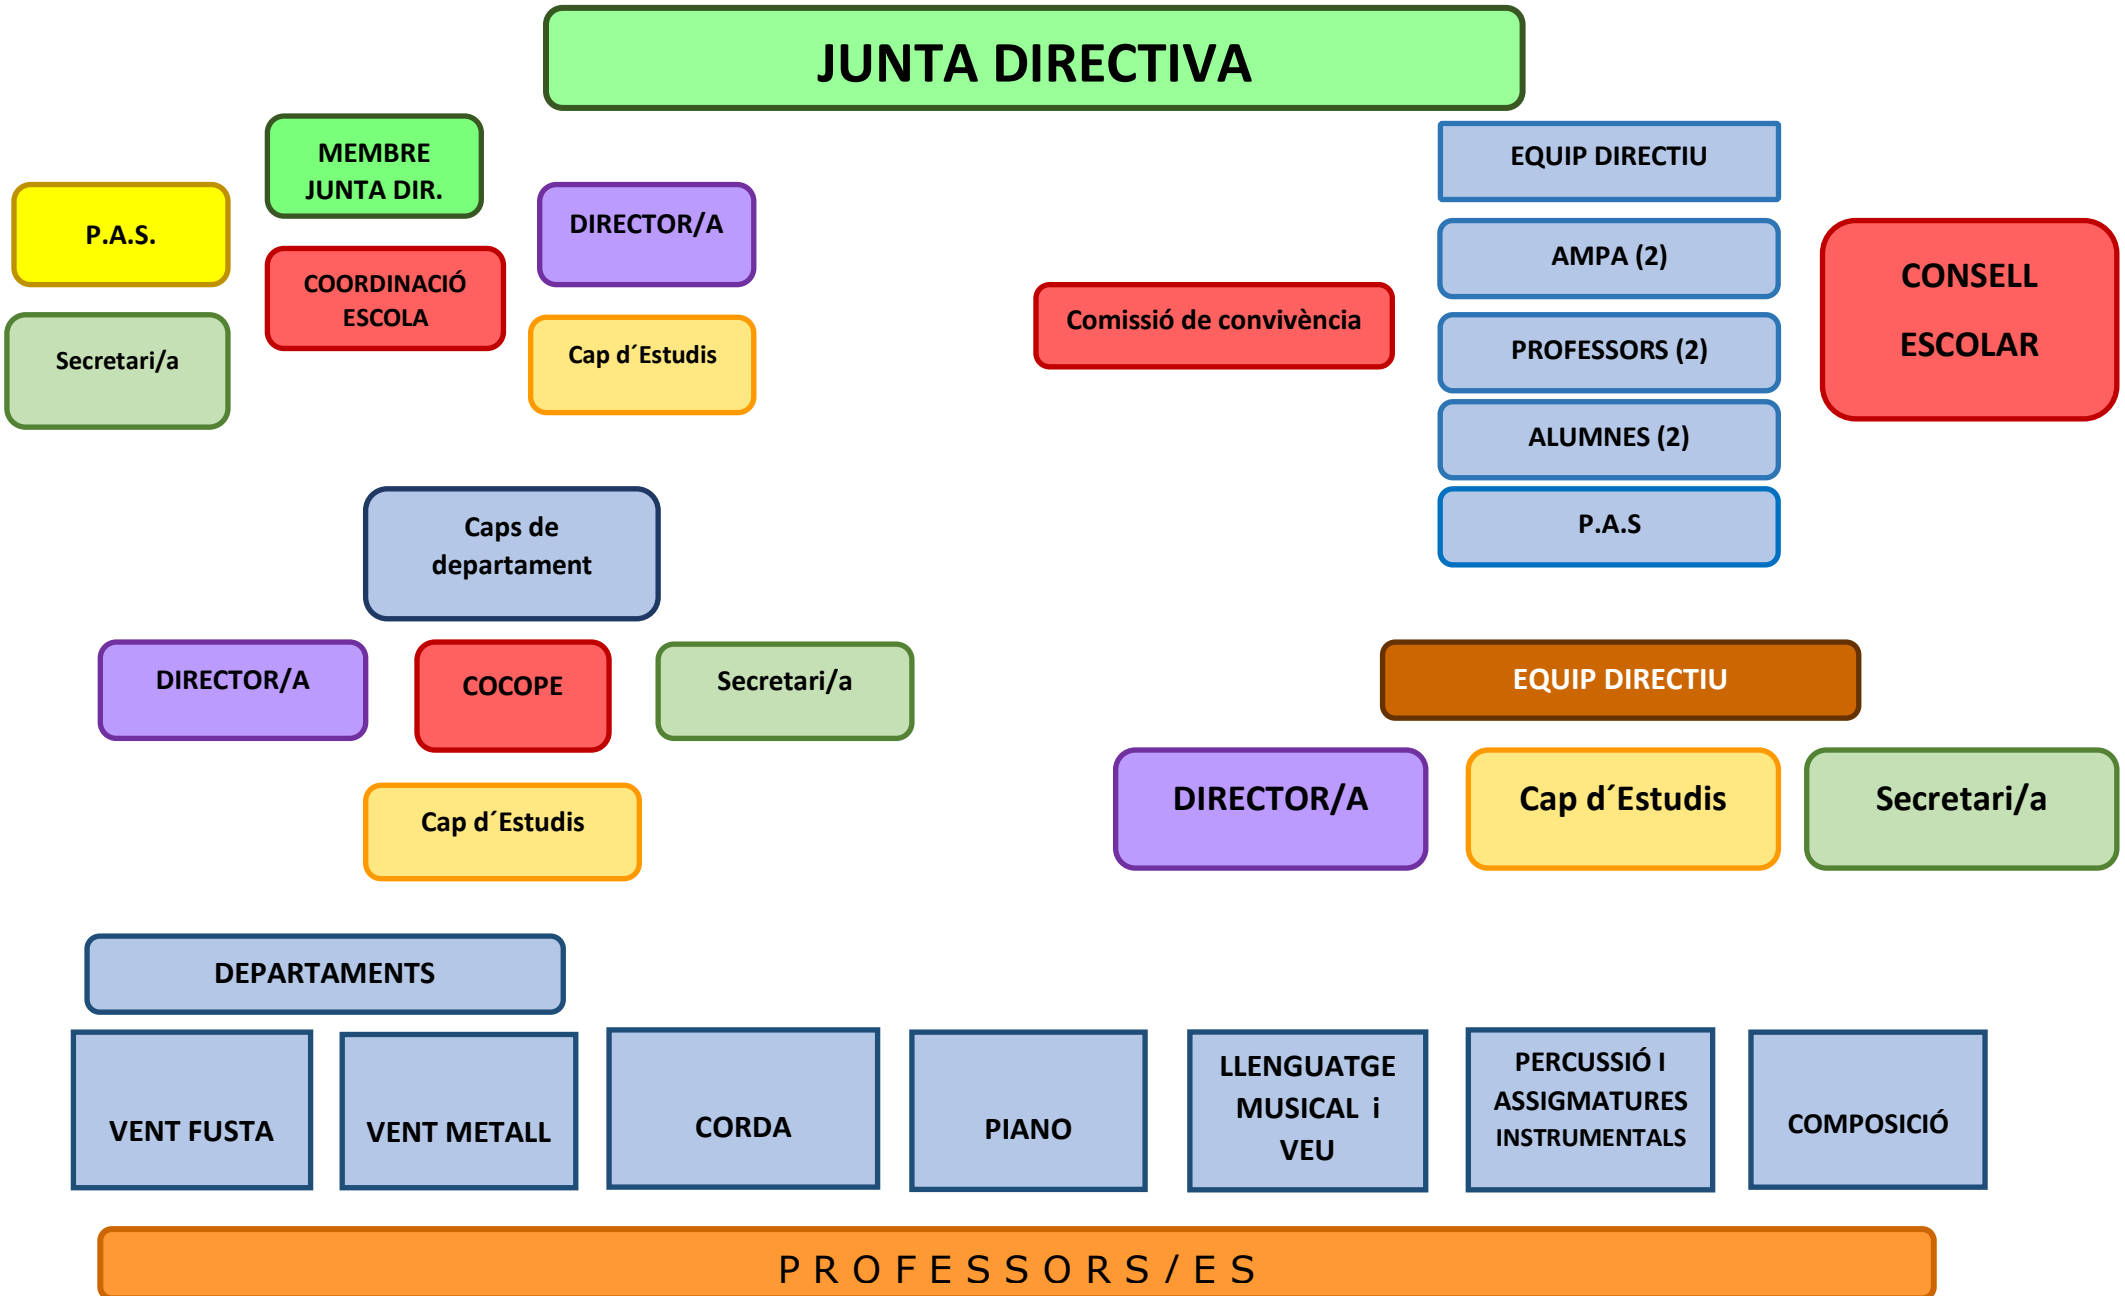 JUNTA DIRECTIVA
MEMBRE
JUNTA DIR.
P.A.S.
DIRECTOR/A
COORDINACIÓ
ESCOLA
Secretari/a
Cap d´Estudis
EQUIP DIRECTIU
AMPA (2)
Comissió de convivència
PROFESSORS (2)
ALUMNES (2)
P.A.S
CONSELL
ESCOLAR
Caps de
departament
DIRECTOR/A
COCOPE
Secretari/a
Cap d´Estudis
EQUIP DIRECTIU
DIRECTOR/A
Cap d´Estudis
Secretari/a
DEPARTAMENTS
VENT FUSTA
VENT METALL
CORDA
PIANO
LLENGUATGE
MUSICAL i
VEU
PERCUSSIÓ I
ASSIGMATURES
INSTRUMENTALS
COMPOSICIÓ
P R O F E S S O R S / E S